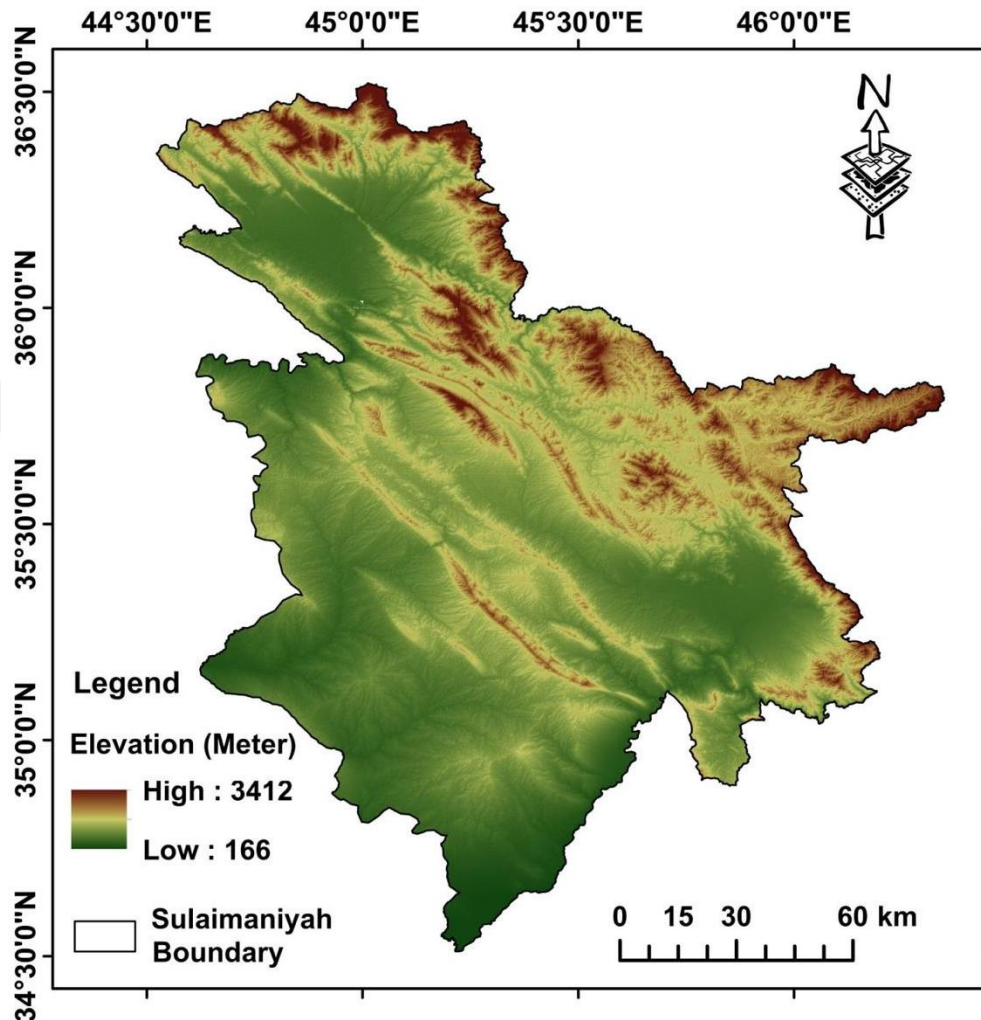 44°30'0"E 45°0'0"E 45°30'0"E 46°0'0"E
36°30'0"N
36°0'0"N
35°30'0"N
35°0'0"N
34°30'0"N
N
Legend
Elevation (Meter)
High : 3412
Low : 166
Sulaimaniyah
Boundary
0 15 30 60 km